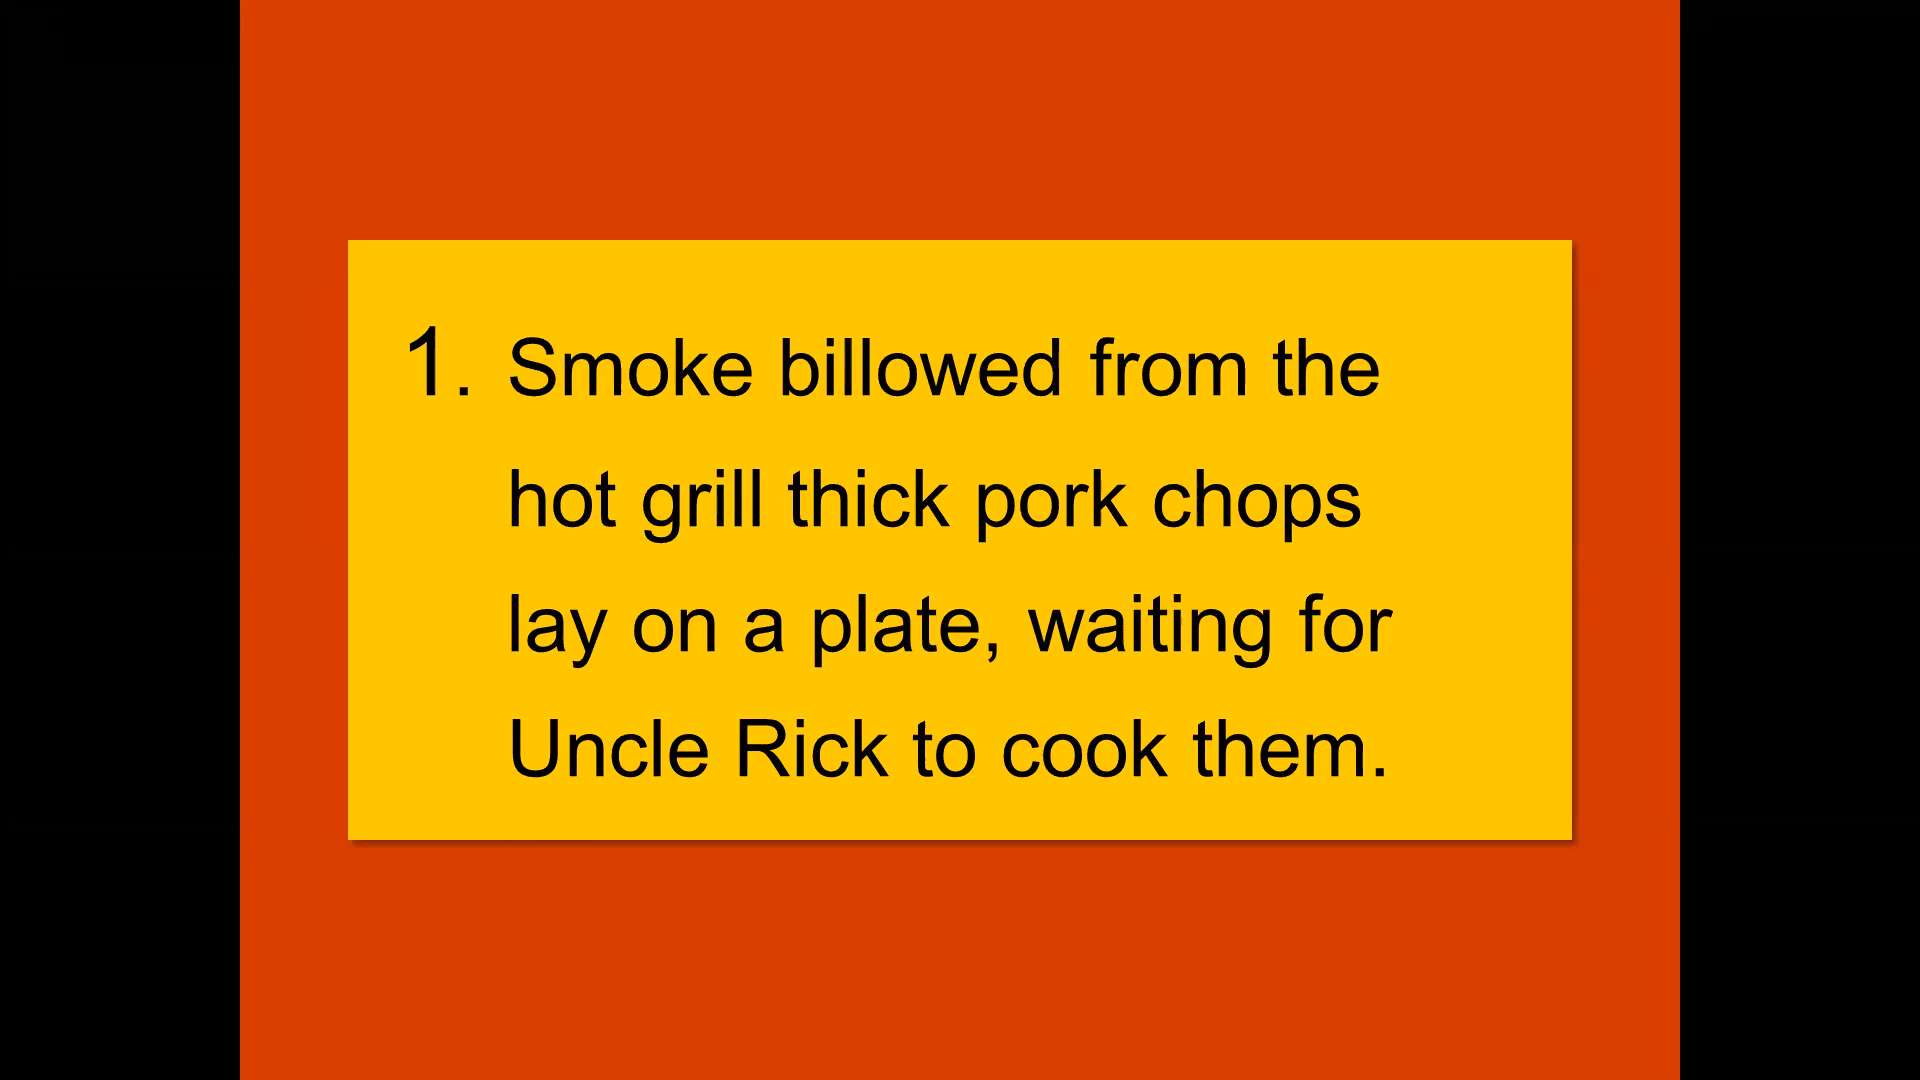 1. Smoke billowed from the
hot grill thick pork chops
lay on a plate, waiting for
Uncle Rick to cook them.